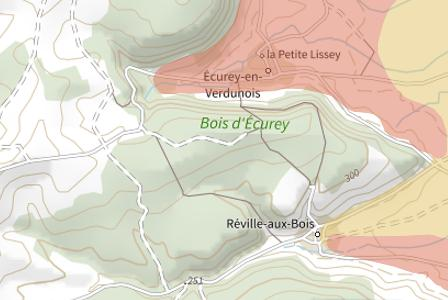 la Petite Lissey
Écurey-en-
Verdunois
Bois d'Écurey
300
Réville-aux-Bois
251